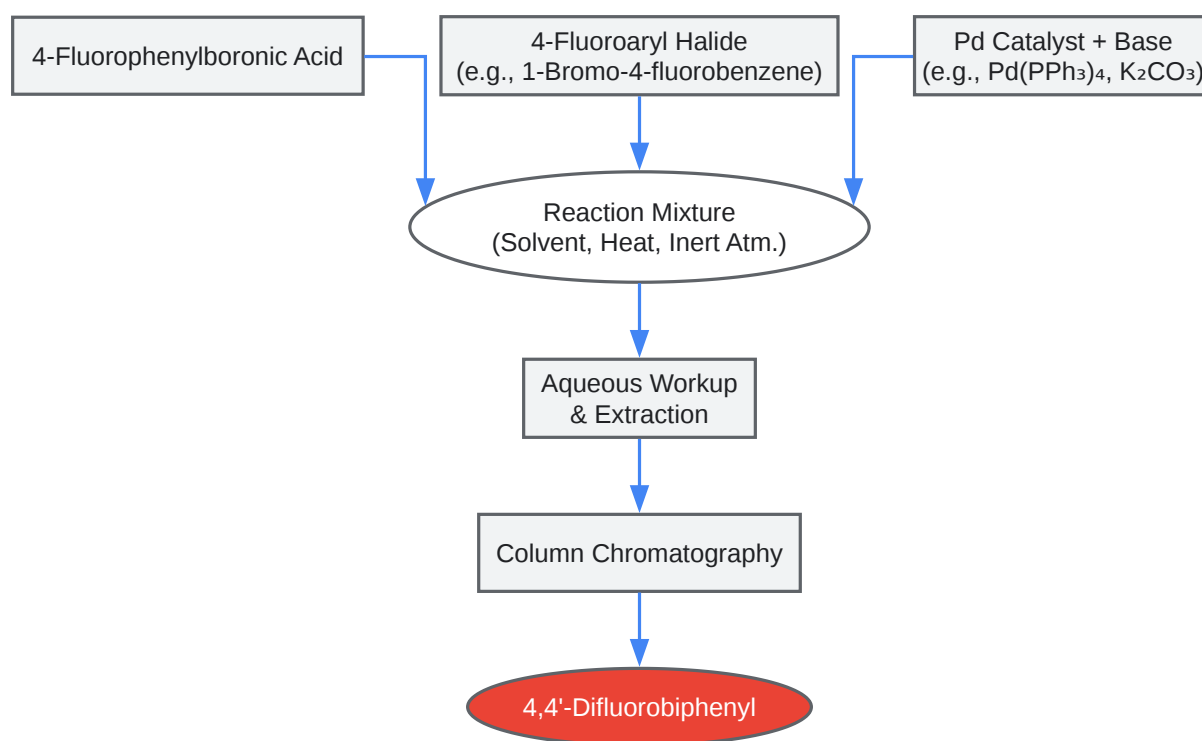 4-Fluorophenylboronic Acid
4-Fluoroaryl Halide
(e.g., 1-Bromo-4-fluorobenzene)
Pd Catalyst + Base
(e.g., Pd(PPh₃)₄, K₂CO₃)
Reaction Mixture
(Solvent, Heat, Inert Atm.)
Aqueous Workup
& Extraction
Column Chromatography
4,4'-Difluorobiphenyl